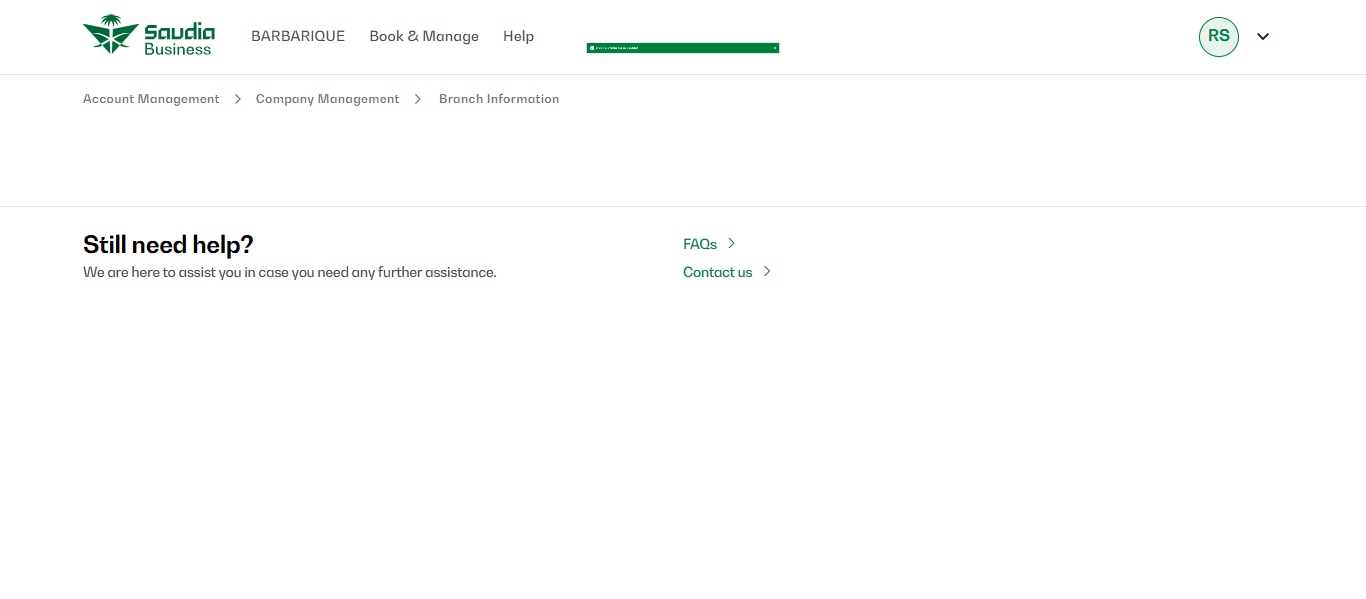 Saudia
Business
BARBARIQUE
Book & Manage
Help
RS
Account Management
Company Management
Branch Information
Still need help?
We are here to assist you in case you need any further assistance.
FAQs
Contact us